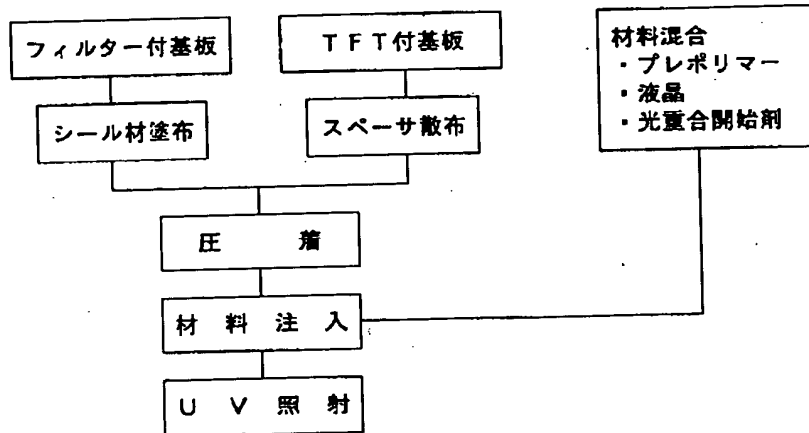 フィルター付基板
TFT付基板
材料混合
・プレポリマー
・液晶
・光重合開始剤
シール材塗布
スペーサ散布
圧着
材料注入
UV照射